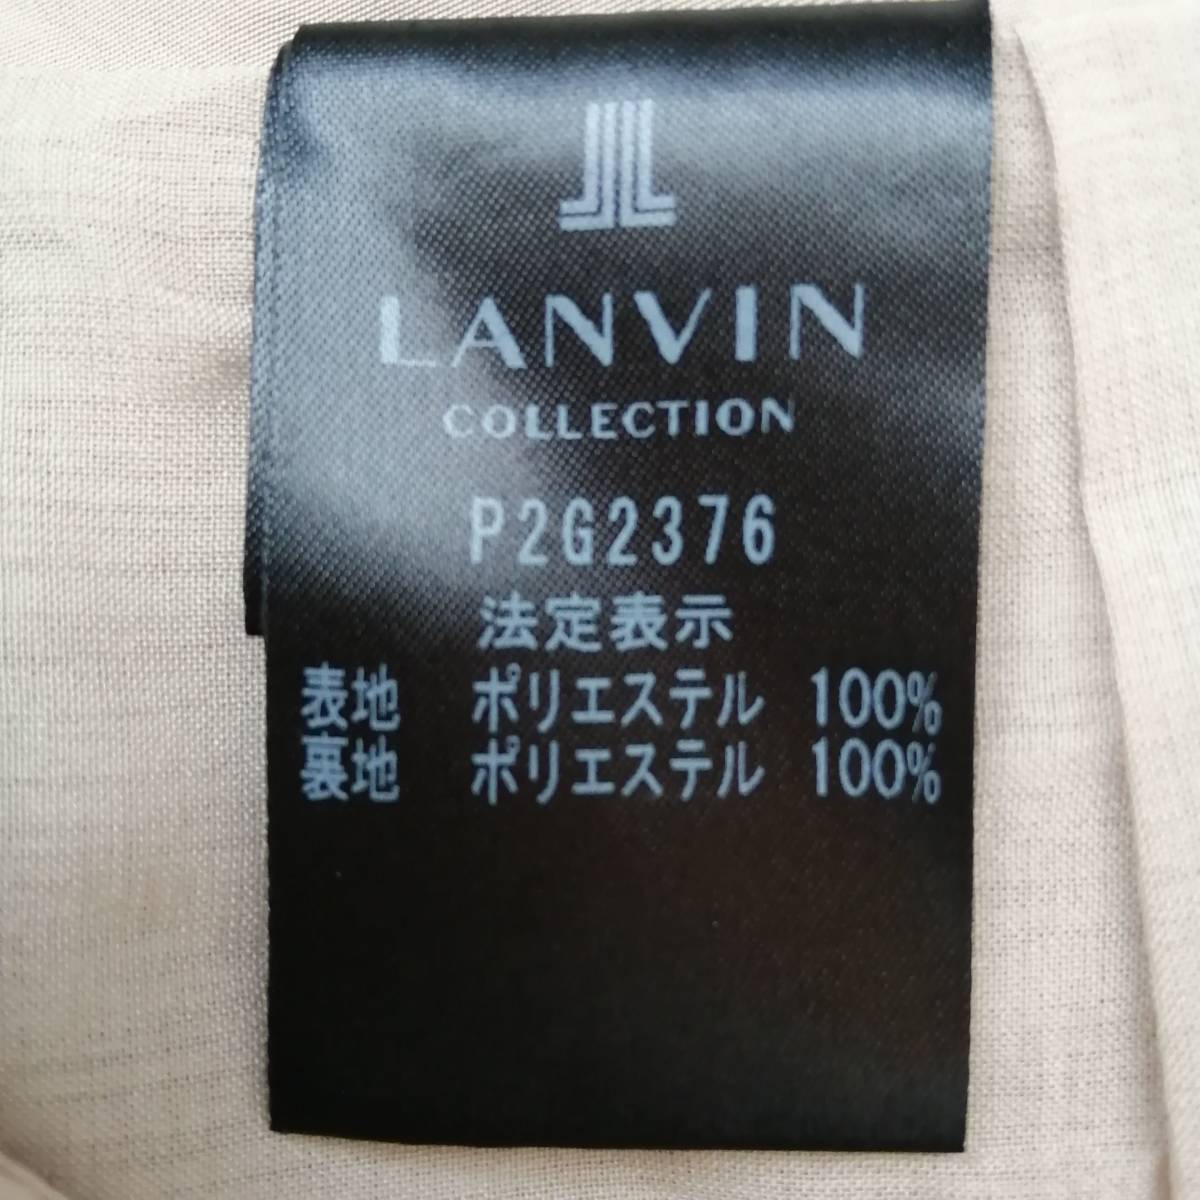 LANVIN
COLLECTION
P2G2376
法定表示
表地 ポリエステル 100%
裏地 ポリエステル 100%